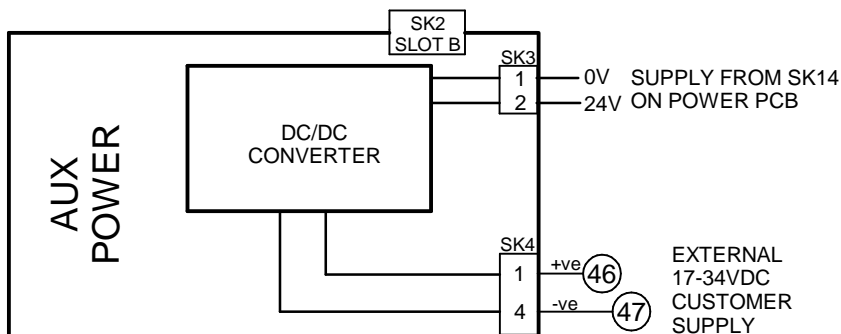 SK2
SLOT B
SK3
1
0V
SUPPLY FROM SK14
2
24V
ON POWER PCB
DC/DC
CONVERTER
AUX
POWER
SK4
1
+ve
46
4
-ve
47
EXTERNAL
17-34VDC
CUSTOMER
SUPPLY